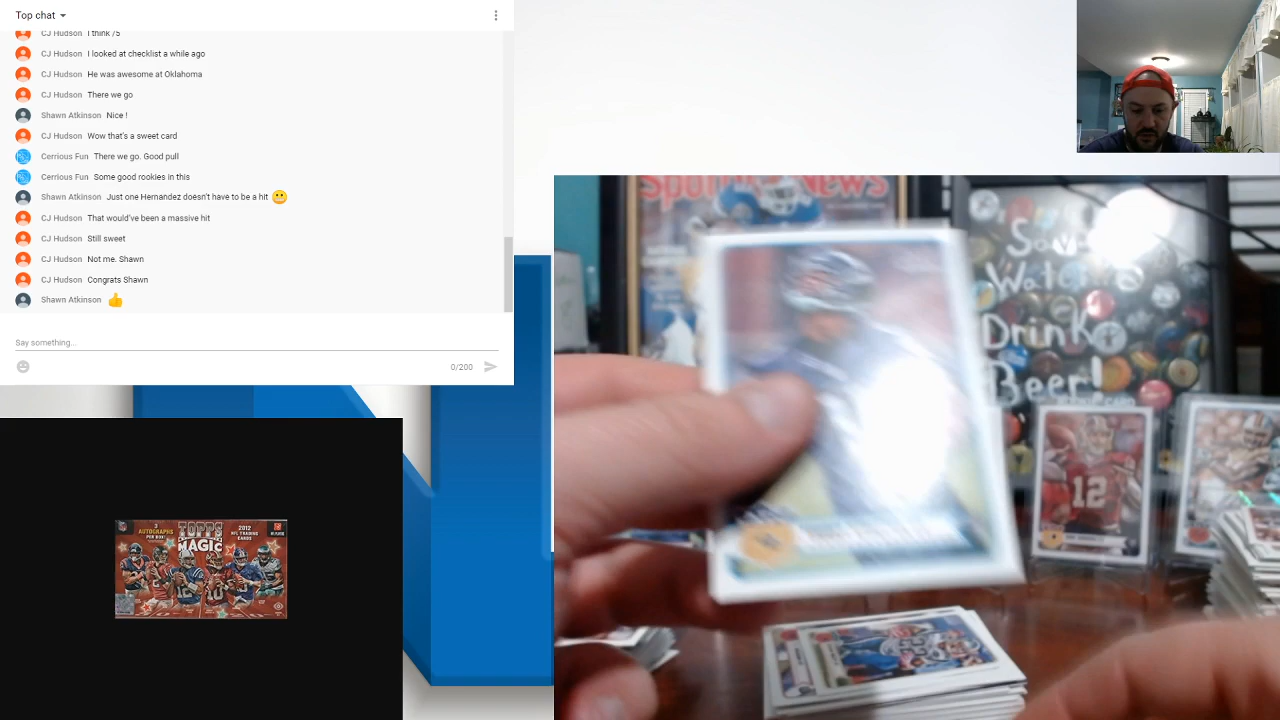 Top chat
CJ Hudson I think /5
CJ Hudson I looked at checklist a while ago
CJ Hudson He was awesome at Oklahoma
CJ Hudson There we go
Shawn Atkinson Nice !
CJ Hudson Wow that's a sweet card
Cerrious Fun There we go. Good pull
Cerrious Fun Some good rookies in this
Shawn Atkinson Just one Hernandez doesn't have to be a hit 😬
CJ Hudson That would've been a massive hit
CJ Hudson Still sweet
CJ Hudson Not me. Shawn
CJ Hudson Congrats Shawn
Shawn Atkinson 👍
Say something...
0/200
AUTOGRAPHS
PER BOX!
TOPPS
MAGIC
2012
NFL TRADING
CARDS
News
Drink
Beer!
12